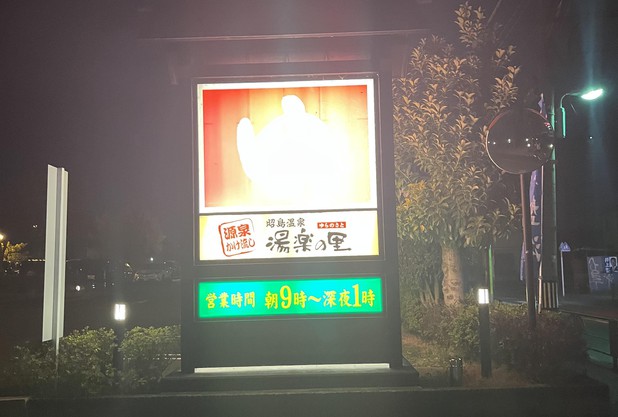 源泉
かけ流し
昭島温泉
ゆらのさと
湯楽の里
営業時間 朝9時~深夜1時